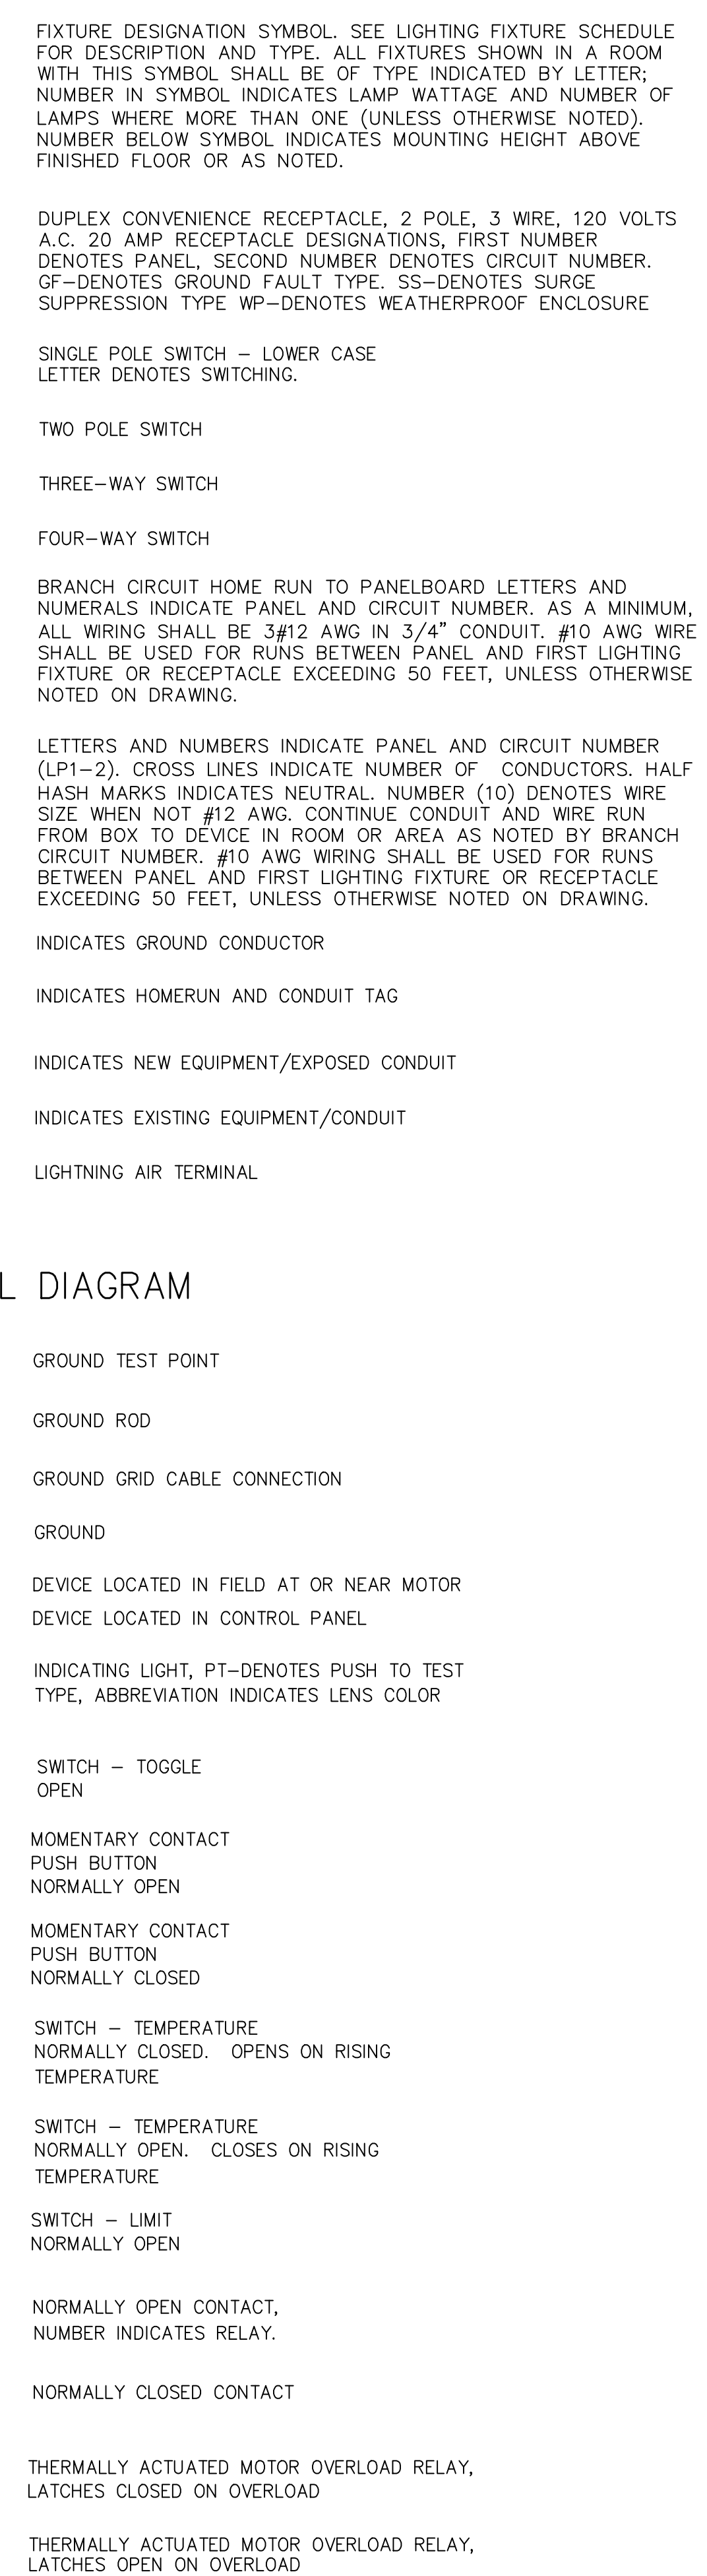 FIXTURE DESIGNATION SYMBOL. SEE LIGHTING FIXTURE SCHEDULE
FOR DESCRIPTION AND TYPE. ALL FIXTURES SHOWN IN A ROOM
WITH THIS SYMBOL SHALL BE OF TYPE INDICATED BY LETTER;
NUMBER IN SYMBOL INDICATES LAMP WATTAGE AND NUMBER OF
LAMPS WHERE MORE THAN ONE (UNLESS OTHERWISE NOTED).
NUMBER BELOW SYMBOL INDICATES MOUNTING HEIGHT ABOVE
FINISHED FLOOR OR AS NOTED.
DUPLEX CONVENIENCE RECEPTACLE, 2 POLE, 3 WIRE, 120 VOLTS
A.C. 20 AMP RECEPTACLE DESIGNATIONS, FIRST NUMBER
DENOTES PANEL, SECOND NUMBER DENOTES CIRCUIT NUMBER.
GF-DENOTES GROUND FAULT TYPE. SS-DENOTES SURGE
SUPPRESSION TYPE WP-DENOTES WEATHERPROOF ENCLOSURE
SINGLE POLE SWITCH - LOWER CASE
LETTER DENOTES SWITCHING.
TWO POLE SWITCH
THREE-WAY SWITCH
FOUR-WAY SWITCH
BRANCH CIRCUIT HOME RUN TO PANELBOARD LETTERS AND
NUMERALS INDICATE PANEL AND CIRCUIT NUMBER. AS A MINIMUM,
ALL WIRING SHALL BE 3#12 AWG IN 3/4" CONDUIT. #10 AWG WIRE
SHALL BE USED FOR RUNS BETWEEN PANEL AND FIRST LIGHTING
FIXTURE OR RECEPTACLE EXCEEDING 50 FEET, UNLESS OTHERWISE
NOTED ON DRAWING.
LETTERS AND NUMBERS INDICATE PANEL AND CIRCUIT NUMBER
(LP1-2). CROSS LINES INDICATE NUMBER OF  CONDUCTORS. HALF
HASH MARKS INDICATES NEUTRAL. NUMBER (10) DENOTES WIRE
SIZE WHEN NOT #12 AWG. CONTINUE CONDUIT AND WIRE RUN
FROM BOX TO DEVICE IN ROOM OR AREA AS NOTED BY BRANCH
CIRCUIT NUMBER. #10 AWG WIRING SHALL BE USED FOR RUNS
BETWEEN PANEL AND FIRST LIGHTING FIXTURE OR RECEPTACLE
EXCEEDING 50 FEET, UNLESS OTHERWISE NOTED ON DRAWING.
INDICATES GROUND CONDUCTOR
INDICATES HOMERUN AND CONDUIT TAG
INDICATES NEW EQUIPMENT/EXPOSED CONDUIT
INDICATES EXISTING EQUIPMENT/CONDUIT
LIGHTNING AIR TERMINAL
L DIAGRAM
GROUND TEST POINT
GROUND ROD
GROUND GRID CABLE CONNECTION
GROUND
DEVICE LOCATED IN FIELD AT OR NEAR MOTOR
DEVICE LOCATED IN CONTROL PANEL
INDICATING LIGHT, PT-DENOTES PUSH TO TEST
TYPE, ABBREVIATION INDICATES LENS COLOR
SWITCH - TOGGLE
OPEN
MOMENTARY CONTACT
PUSH BUTTON
NORMALLY OPEN
MOMENTARY CONTACT
PUSH BUTTON
NORMALLY CLOSED
SWITCH - TEMPERATURE
NORMALLY CLOSED.  OPENS ON RISING
TEMPERATURE
SWITCH - TEMPERATURE
NORMALLY OPEN.  CLOSES ON RISING
TEMPERATURE
SWITCH - LIMIT
NORMALLY OPEN
NORMALLY OPEN CONTACT,
NUMBER INDICATES RELAY.
NORMALLY CLOSED CONTACT
THERMALLY ACTUATED MOTOR OVERLOAD RELAY,
LATCHES CLOSED ON OVERLOAD
THERMALLY ACTUATED MOTOR OVERLOAD RELAY,
LATCHES OPEN ON OVERLOAD